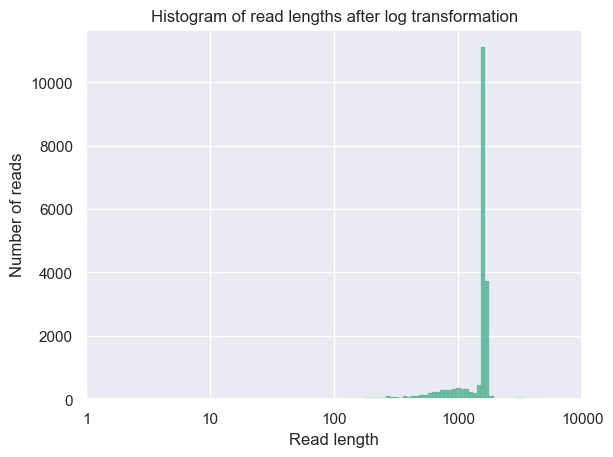 Histogram of read lengths after log transformation
10000
8000
6000
4000
2000
0
Number of reads
1 10 100 1000 10000
Read length